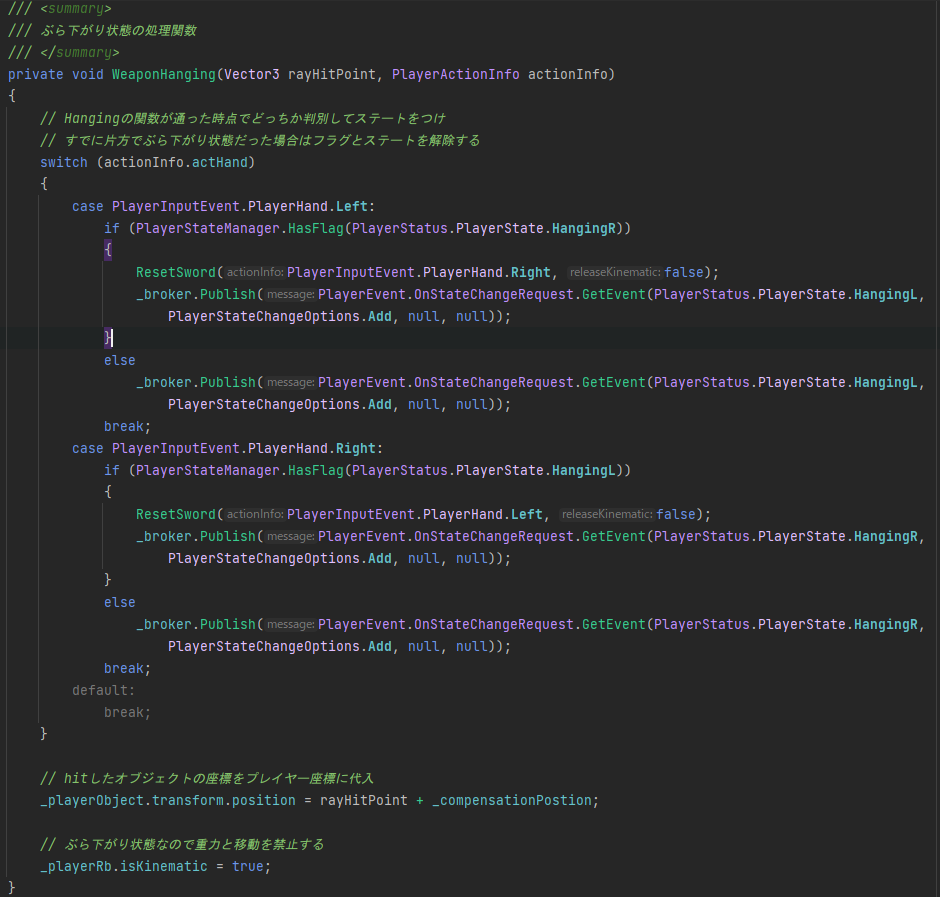 /// <summary>
/// ぶら下がり状態の処理関数
/// </summary>
private void WeaponHanging(Vector3 rayHitPoint, PlayerActionInfo actionInfo)
{
    // Hangingの関数が通った時点でどっちか判別してステートをつけ
    // すでに片方でぶら下がり状態だった場合はフラグとステートを解除する
    switch (actionInfo.actHand)
    {
        case PlayerInputEvent.PlayerHand.Left:
            if (PlayerStateManager.HasFlag(PlayerStatus.PlayerState.HangingR))
            {
                ResetSword(actionInfo: PlayerInputEvent.PlayerHand.Right, releaseKinematic: false);
                _broker.Publish(message: PlayerEvent.OnStateChangeRequest.GetEvent(PlayerStatus.PlayerState.HangingL,
                    PlayerStateChangeOptions.Add, null, null));
            }
            else
                _broker.Publish(message: PlayerEvent.OnStateChangeRequest.GetEvent(PlayerStatus.PlayerState.HangingL,
                    PlayerStateChangeOptions.Add, null, null));
            break;
        case PlayerInputEvent.PlayerHand.Right:
            if (PlayerStateManager.HasFlag(PlayerStatus.PlayerState.HangingL))
            {
                ResetSword(actionInfo: PlayerInputEvent.PlayerHand.Left, releaseKinematic: false);
                _broker.Publish(message: PlayerEvent.OnStateChangeRequest.GetEvent(PlayerStatus.PlayerState.HangingR,
                    PlayerStateChangeOptions.Add, null, null));
            }
            else
                _broker.Publish(message: PlayerEvent.OnStateChangeRequest.GetEvent(PlayerStatus.PlayerState.HangingR,
                    PlayerStateChangeOptions.Add, null, null));
            break;
        default:
            break;
    }

    // hitしたオブジェクトの座標をプレイヤー座標に代入
    _playerObject.transform.position = rayHitPoint + _compensationPostion;

    // ぶら下がり状態なので重力と移動を禁止する
    _playerRb.isKinematic = true;
}